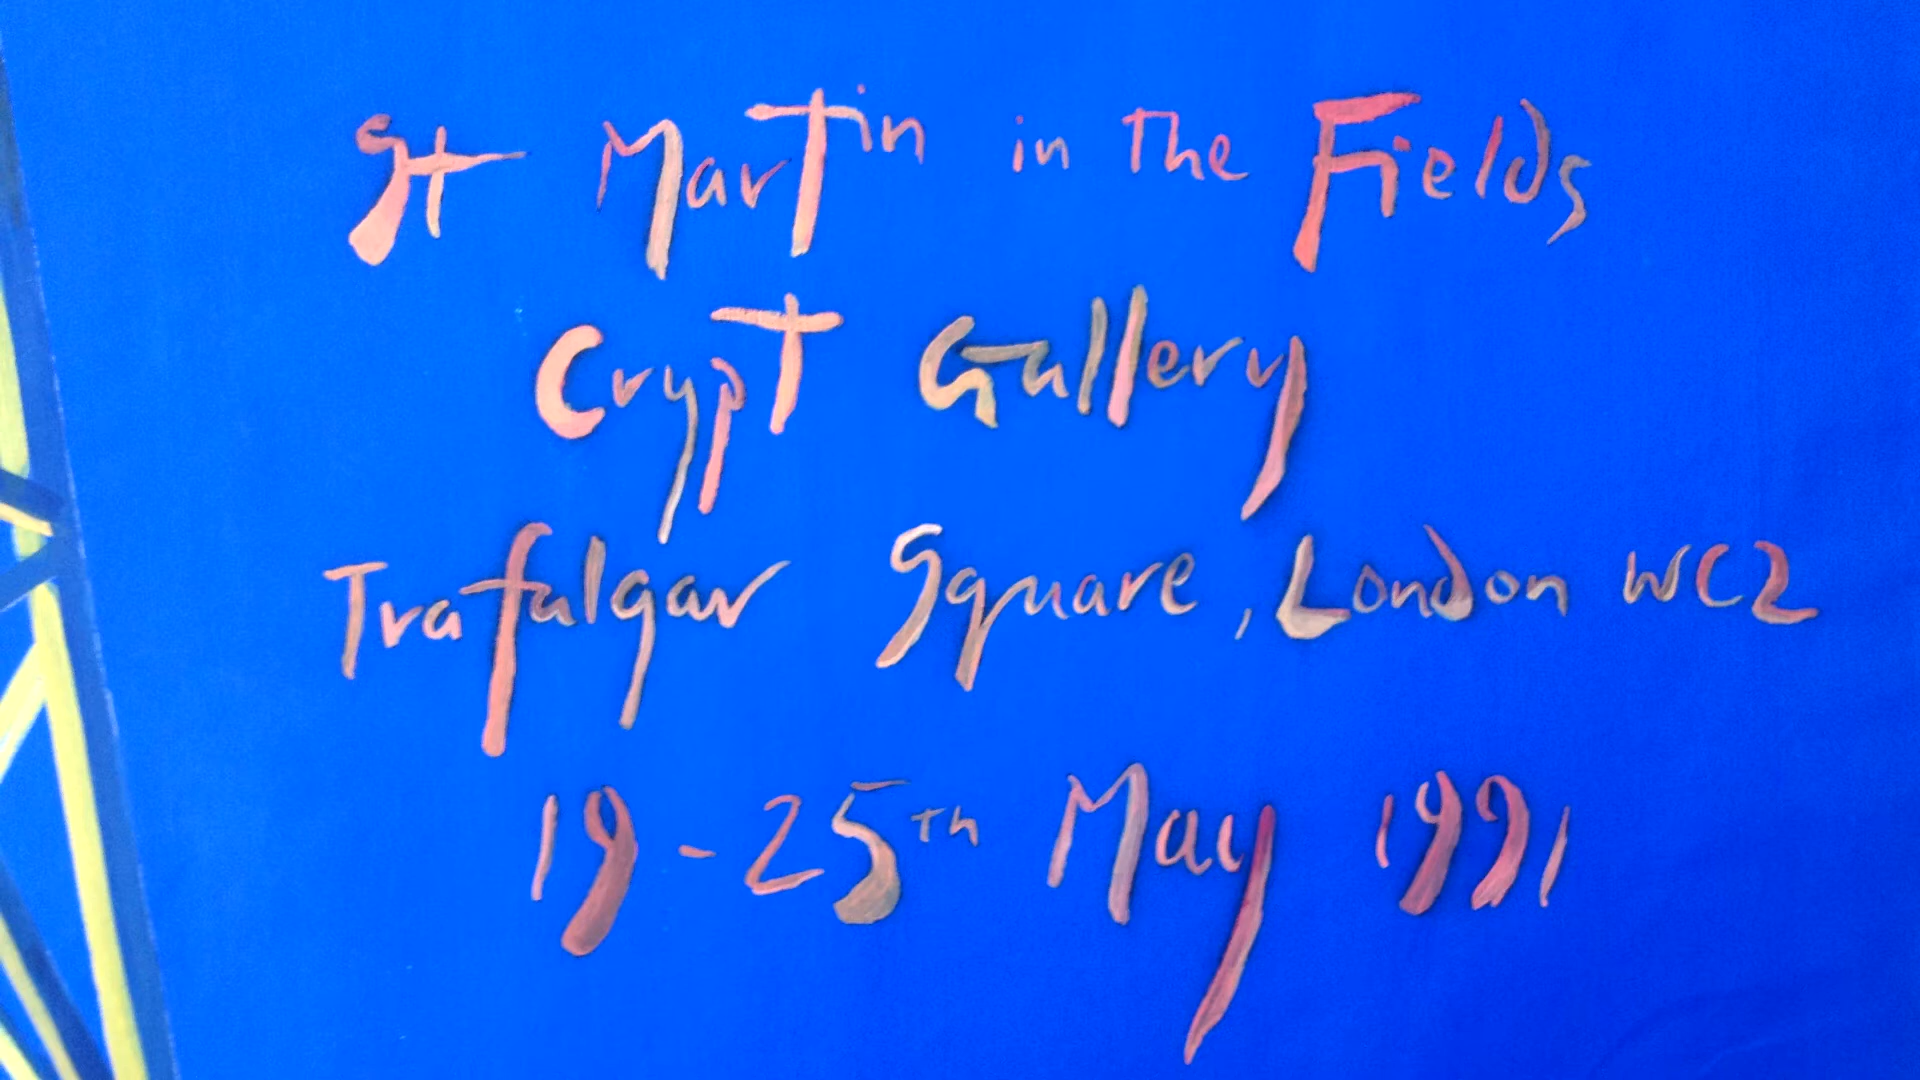 St Martin in the Fields
Crypt Gallery
Trafalgar Square, London WC2
19-25th May 1991